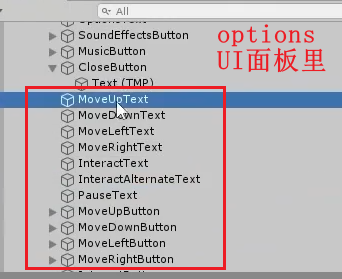 All
SoundEffectsButton
MusicButton
CloseButton
Text (TMP)
MoveUpText
MoveDownText
MoveLeftText
MoveRightText
InteractText
InteractAlternateText
PauseText
MoveUpButton
MoveDownButton
MoveLeftButton
MoveRightButton
options
UI面板里